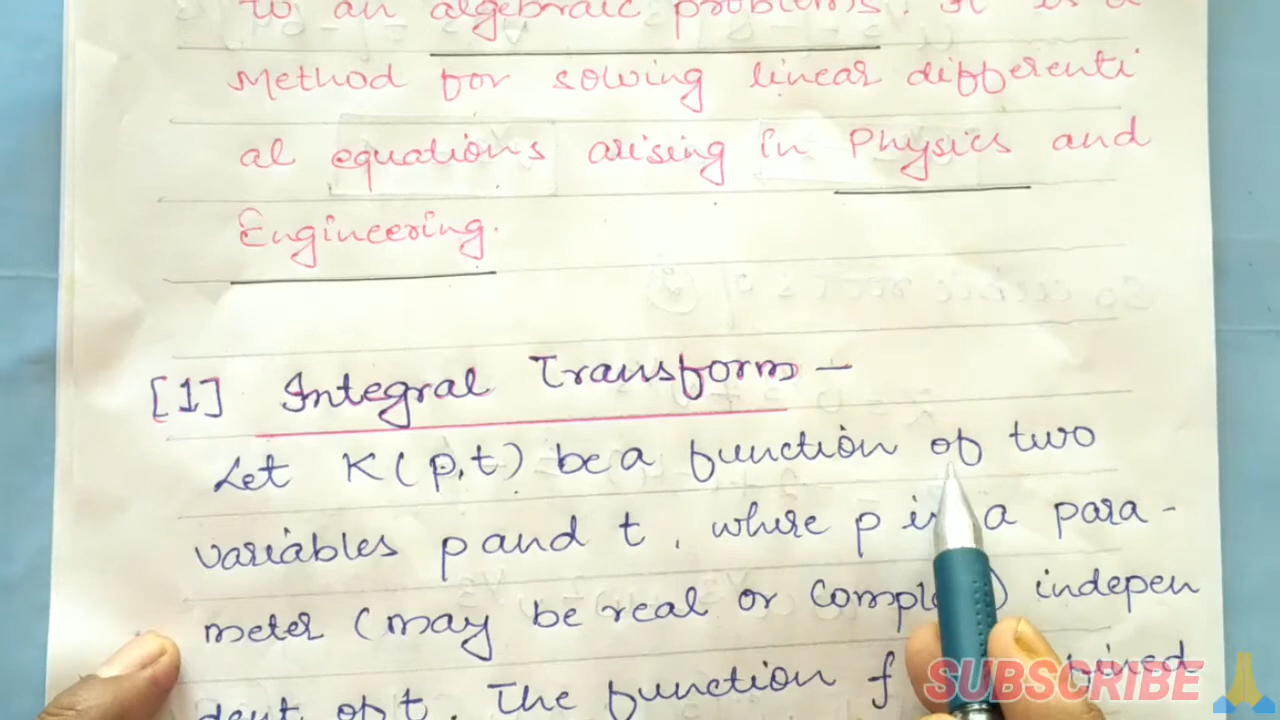 to an algebraic problems. It is a
Method for solving linear differenti
al equations arising in Physics and
Engineering.
[1] Integral Transform -
Let K(p,t) be a function of two
variables p and t, where p is a para-
meter (may be real or Compl ) indepen
dent of t. The function f
SUBSCRIBE